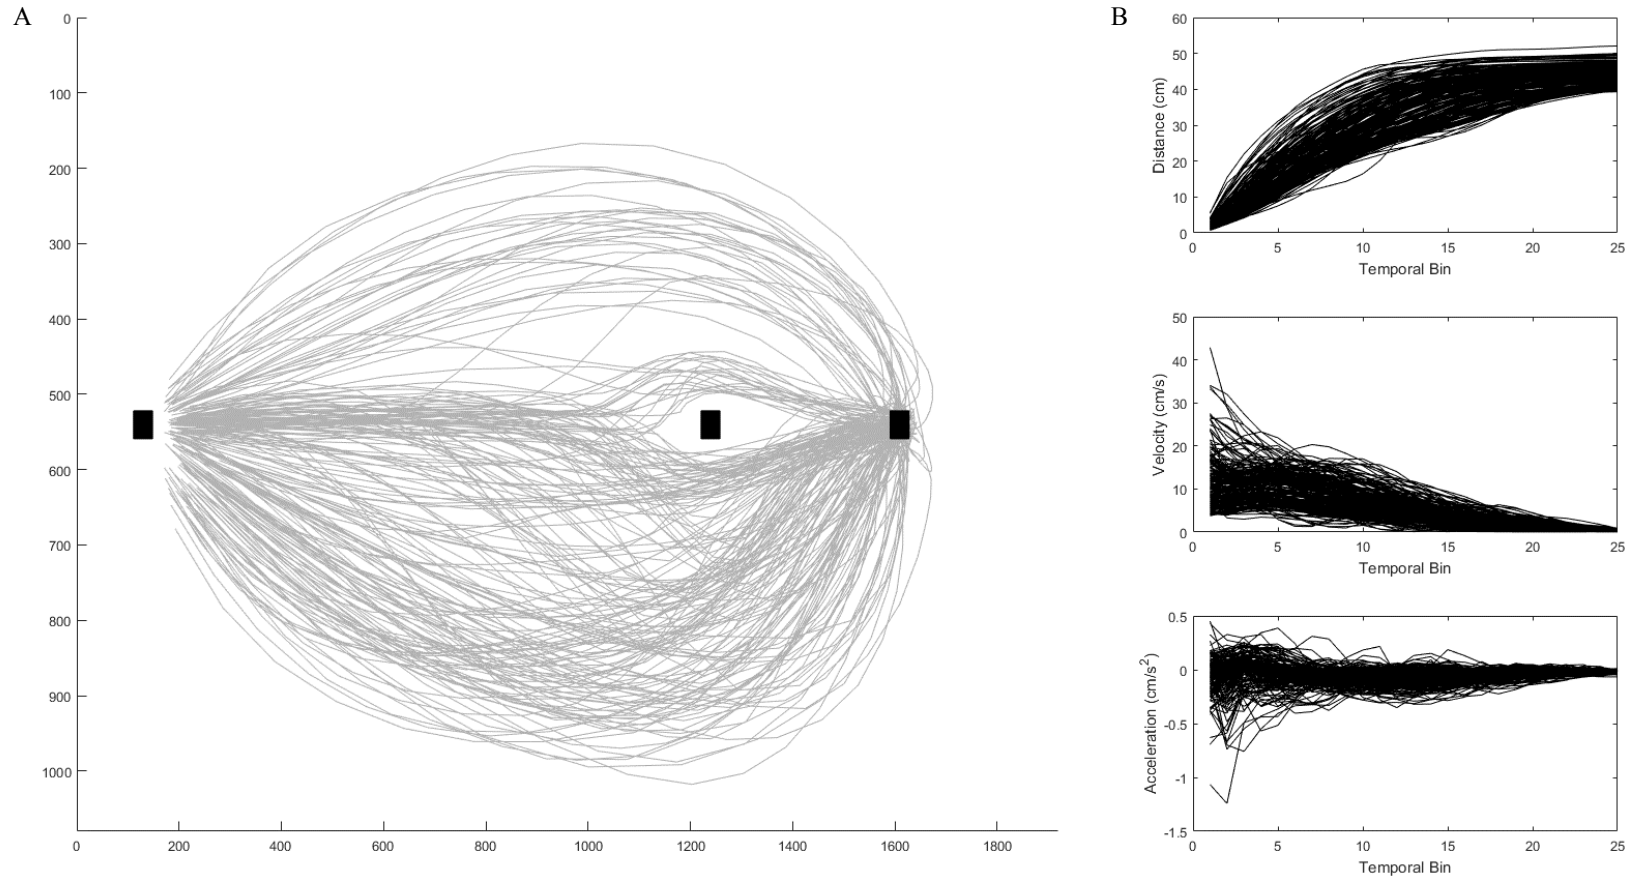 A
0
100
200
300
400
500
600
700
800
900
1000
0 200 400 600 800 1000 1200 1400 1600 1800
B
60
50
40
30
20
10
0
Distance (cm)
0 5 10 15 20 25
Temporal Bin
50
40
30
20
10
0
Velocity (cm/s)
0 5 10 15 20 25
Temporal Bin
0.5
0
-0.5
-1
-1.5
Acceleration (cm/s²)
0 5 10 15 20 25
Temporal Bin